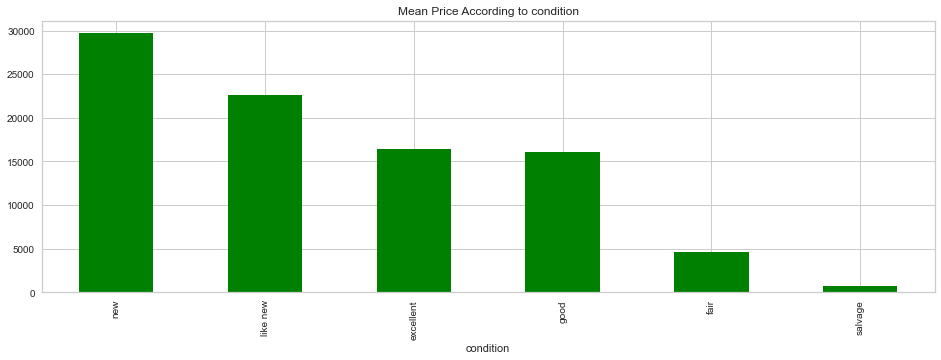 Mean Price According to condition
30000
25000
20000
15000
10000
5000
0
new
like new
excellent
good
fair
salvage
condition